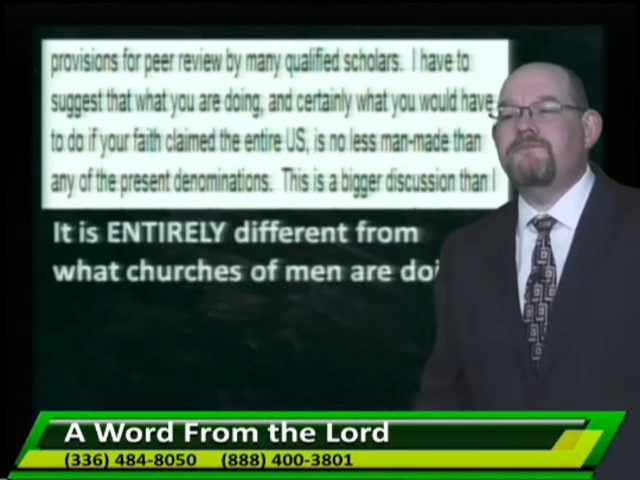 provisions for peer review by many qualified scholars. I have to
suggest that what you are doing, and certainly what you would have
to do if your faith claimed the entire US, is no less man-made than
any of the present denominations. This is a bigger discussion than I
It is ENTIRELY different from
what churches of men are doi
A Word From the Lord
(336) 484-8050 (888) 400-3801